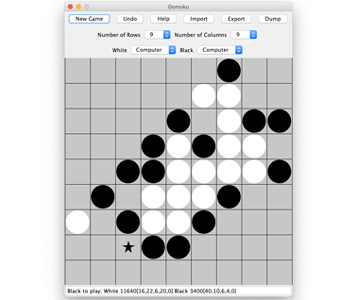 Gomoku
New Game Undo Help Import Export Dump
Number of Rows 9 Number of Columns 9
White Computer Black Computer
Black to play: White 11640[16,22,6,20,0] Black 3400[40,10,6,4,0]